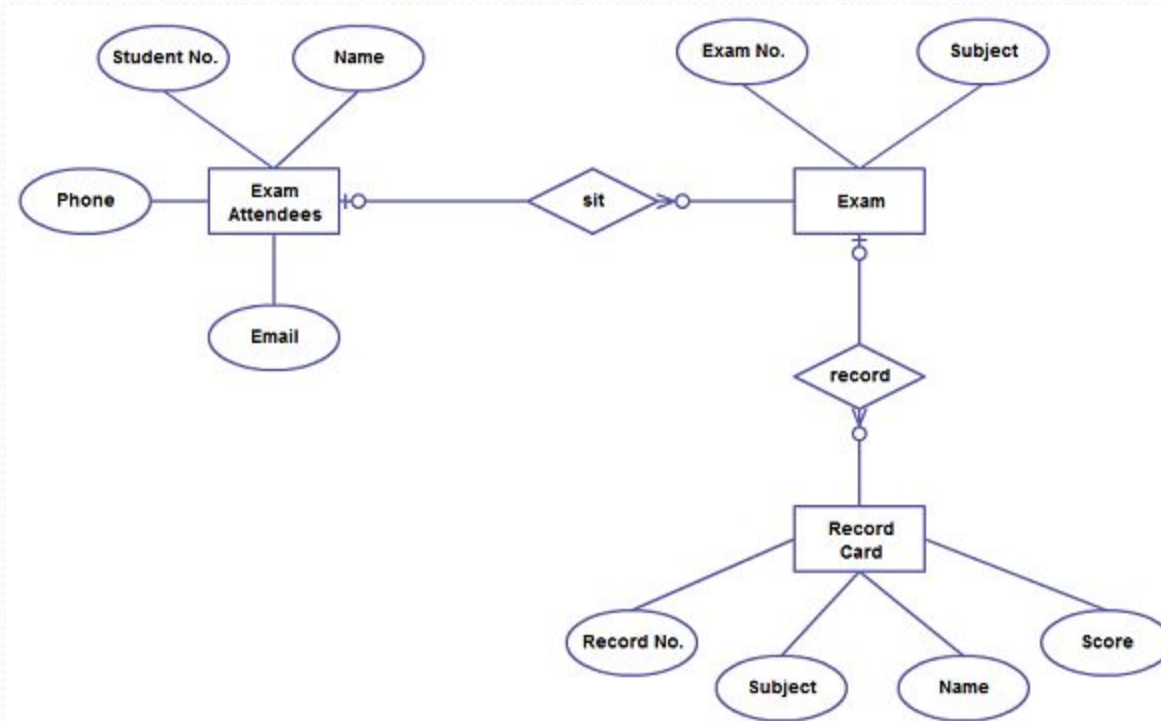 Student No.
Name
Exam No.
Subject
Phone
Exam
Attendees
sit
Exam
Email
record
Record
Card
Record No.
Subject
Name
Score